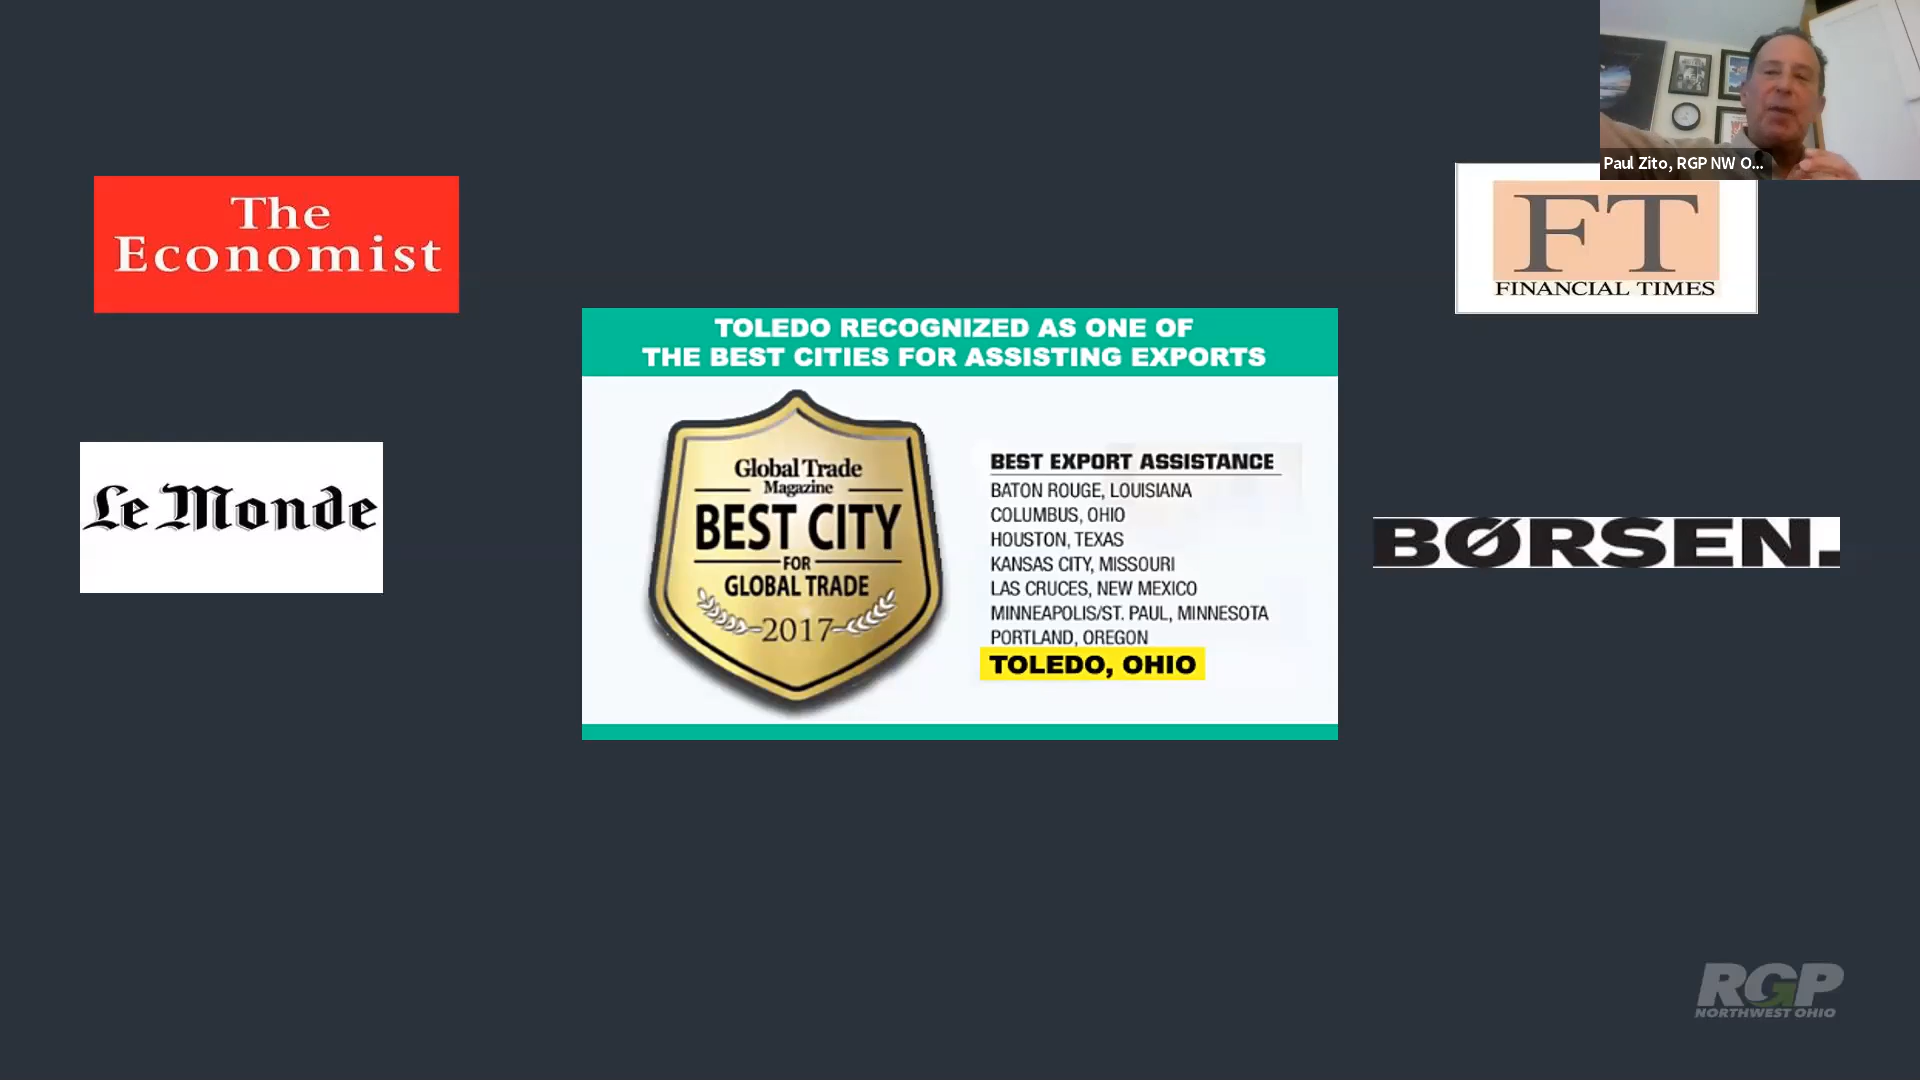 Paul Zito, RGP NW O...
The
Economist
FT
FINANCIAL TIMES
TOLEDO RECOGNIZED AS ONE OF
THE BEST CITIES FOR ASSISTING EXPORTS
Global Trade
Magazine
BEST CITY
FOR
GLOBAL TRADE
2017
BEST EXPORT ASSISTANCE
BATON ROUGE, LOUISIANA
COLUMBUS, OHIO
HOUSTON, TEXAS
KANSAS CITY, MISSOURI
LAS CRUCES, NEW MEXICO
MINNEAPOLIS/ST. PAUL, MINNESOTA
PORTLAND, OREGON
TOLEDO, OHIO
Le Monde
BØRSEN.
RGP
NORTHWEST OHIO